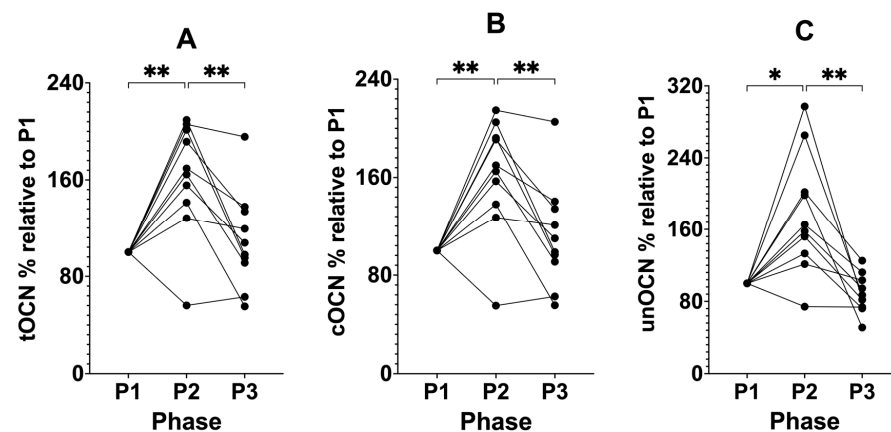 A
** **
tOCN % relative to P1
240
160
80
0
P1 P2 P3
Phase
B
** **
cOCN % relative to P1
240
160
80
0
P1 P2 P3
Phase
C
* **
unOCN % relative to P1
320
240
160
80
0
P1 P2 P3
Phase